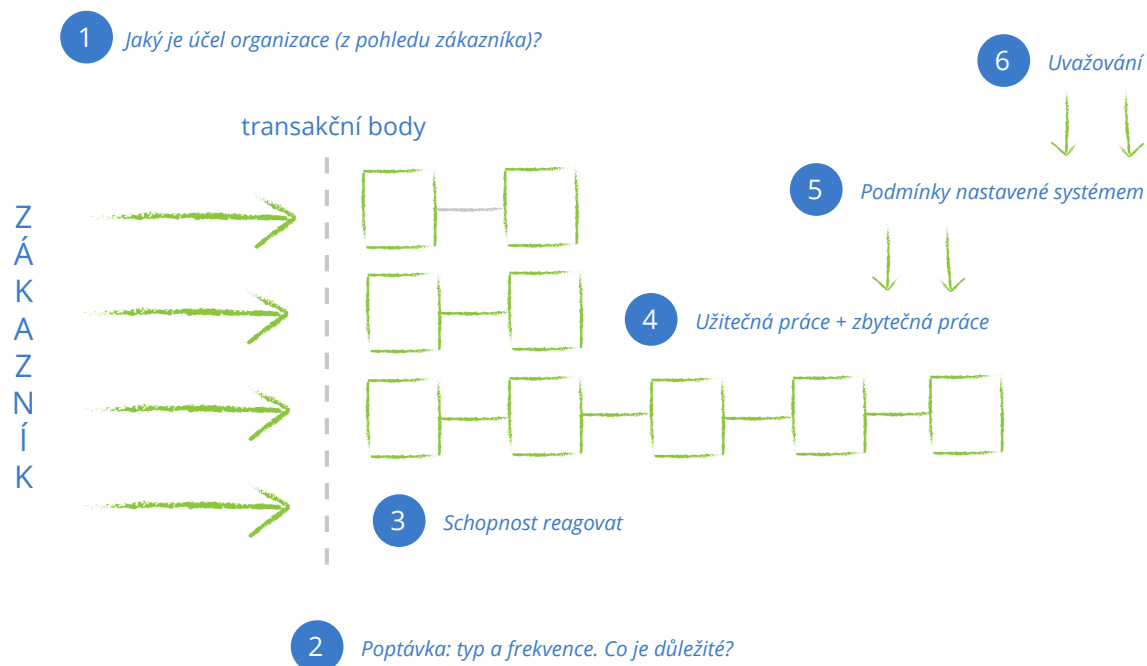 1 Jaký je účel organizace (z pohledu zákazníka)?
6 Uvažování
transakční body
5 Podmínky nastavené systémem
ZÁKAZNÍK
4 Užitečná práce + zbytečná práce
3 Schopnost reagovat
2 Poptávka: typ a frekvence. Co je důležité?